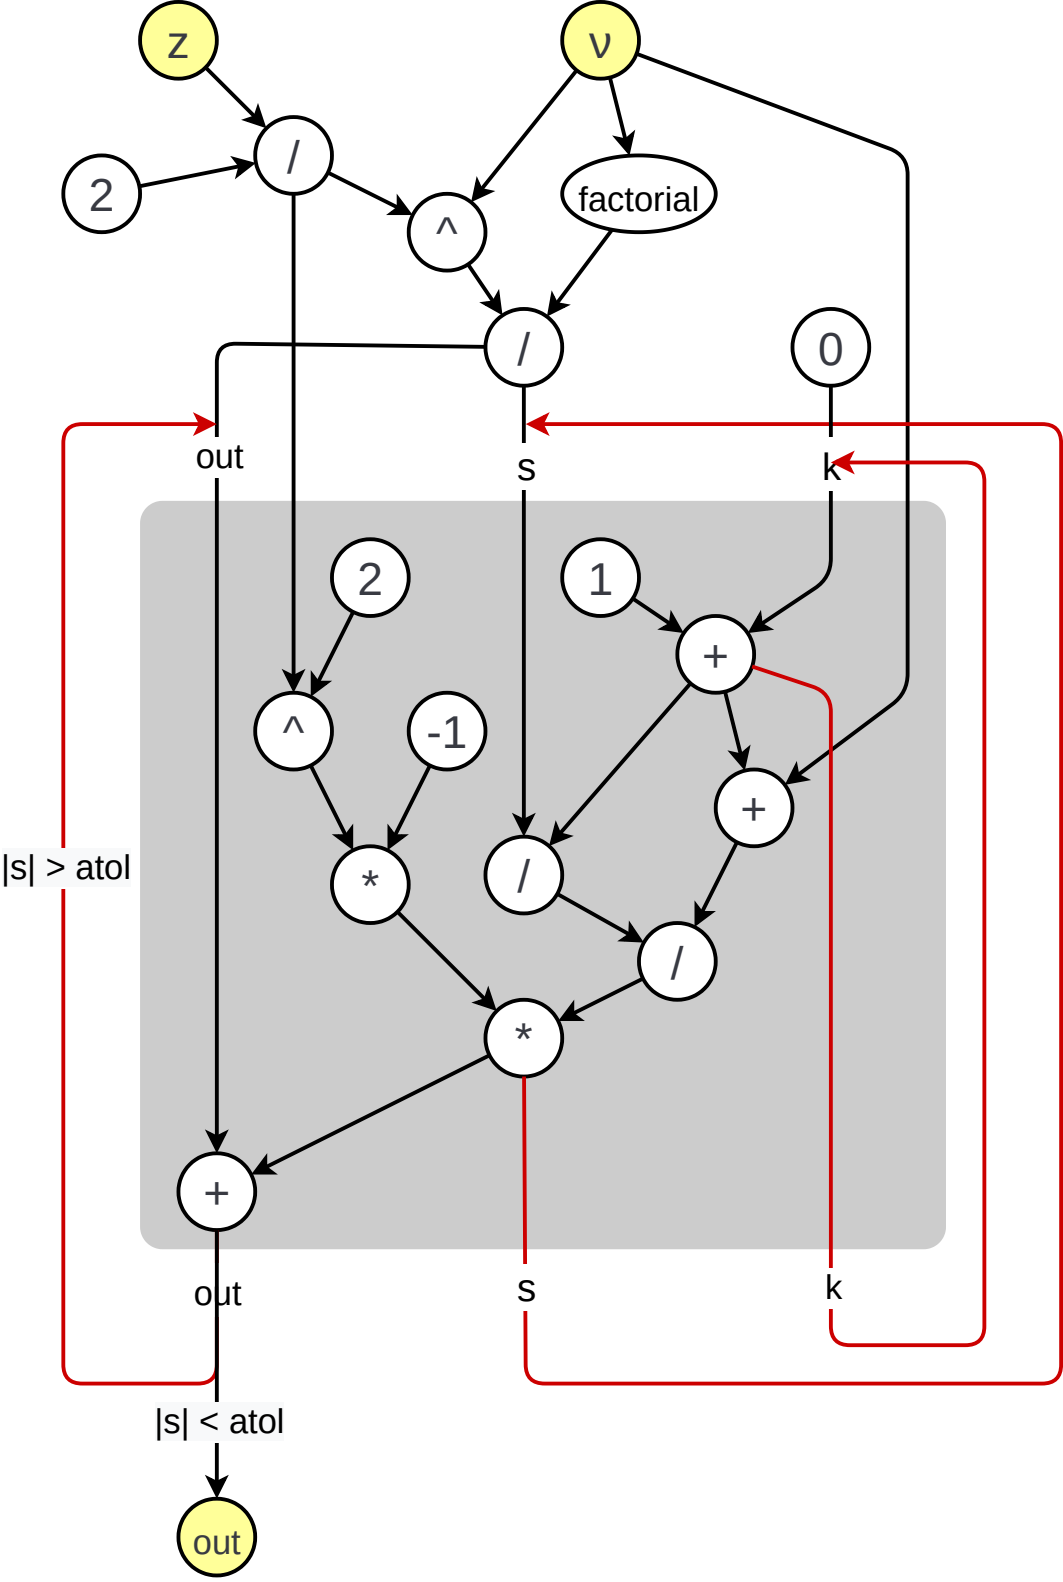 z
ν
/
2
^
factorial
/
0
out
s
k
2
1
+
^
-1
+
|s| > atol
/
*
/
*
+
out
s
k
|s| < atol
out